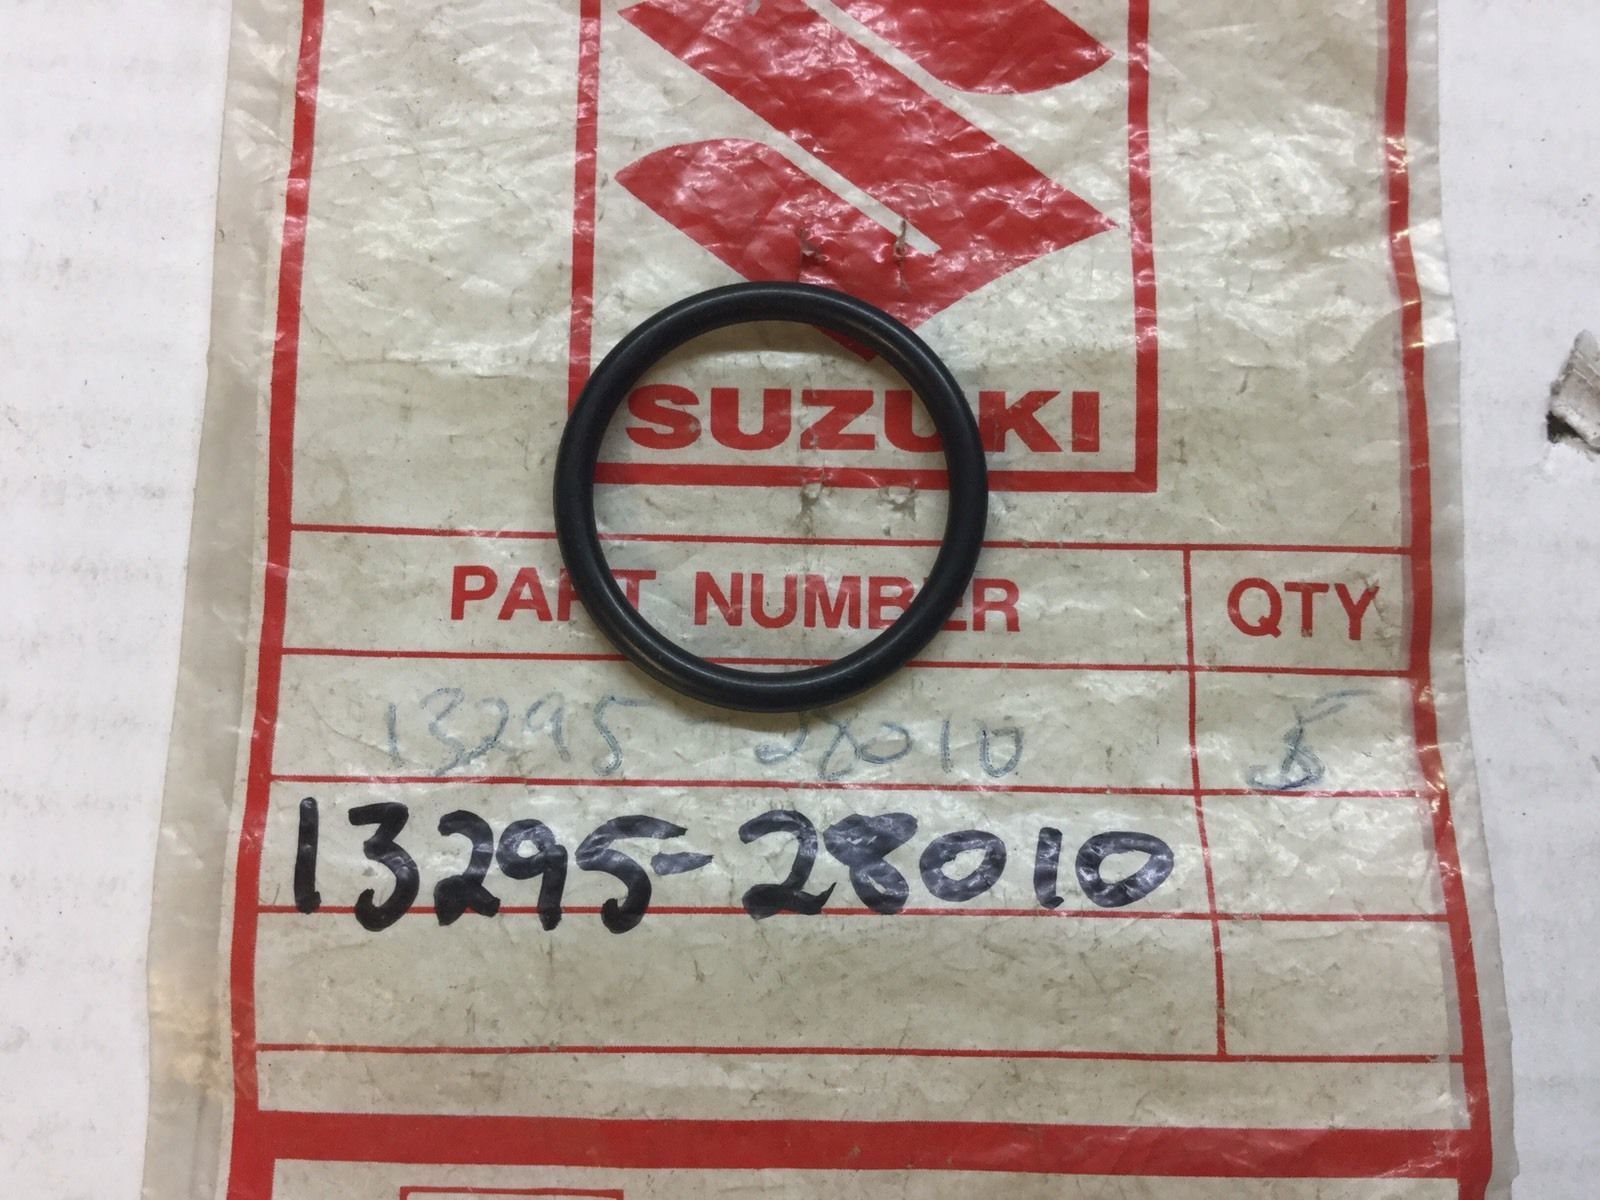 SUZUKI
PART NUMBER QTY
13295 - 28010 5
13295-28010